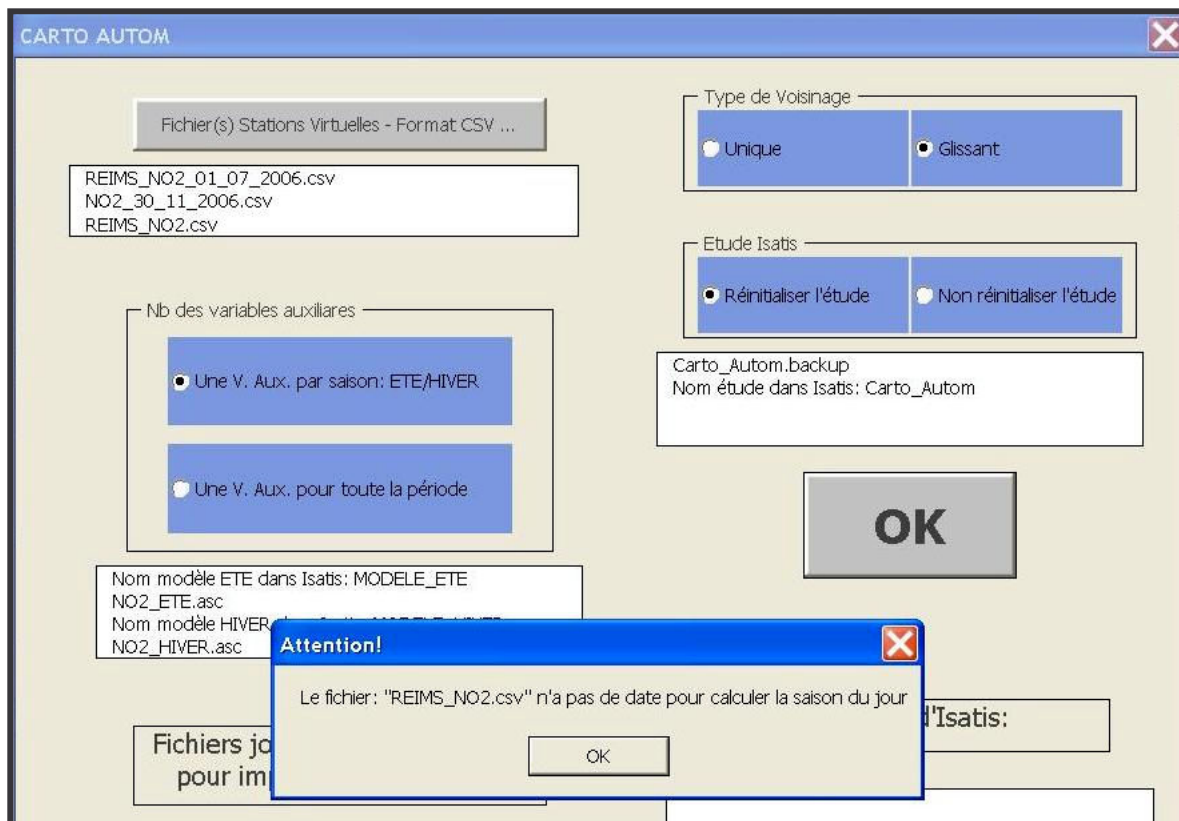 CARTO AUTOM
Fichier(s) Stations Virtuelles - Format CSV ...
REIMS_NO2_01_07_2006.csv
NO2_30_11_2006.csv
REIMS_NO2.csv
Nb des variables auxiliares
Une V. Aux. par saison: ETE/HIVER
Une V. Aux. pour toute la période
Nom modèle ETE dans Isatis: MODELE_ETE
NO2_ETE.asc
Nom modèle HIVER
NO2_HIVER.asc
Type de Voisinage
Unique
Glissant
Etude Isatis
Réinitialiser l'étude
Non réinitialiser l'étude
Carto_Autom.backup
Nom étude dans Isatis: Carto_Autom
OK
Attention!
Le fichier: "REIMS_NO2.csv" n'a pas de date pour calculer la saison du jour
OK
Fichiers
pour
d'Isatis: